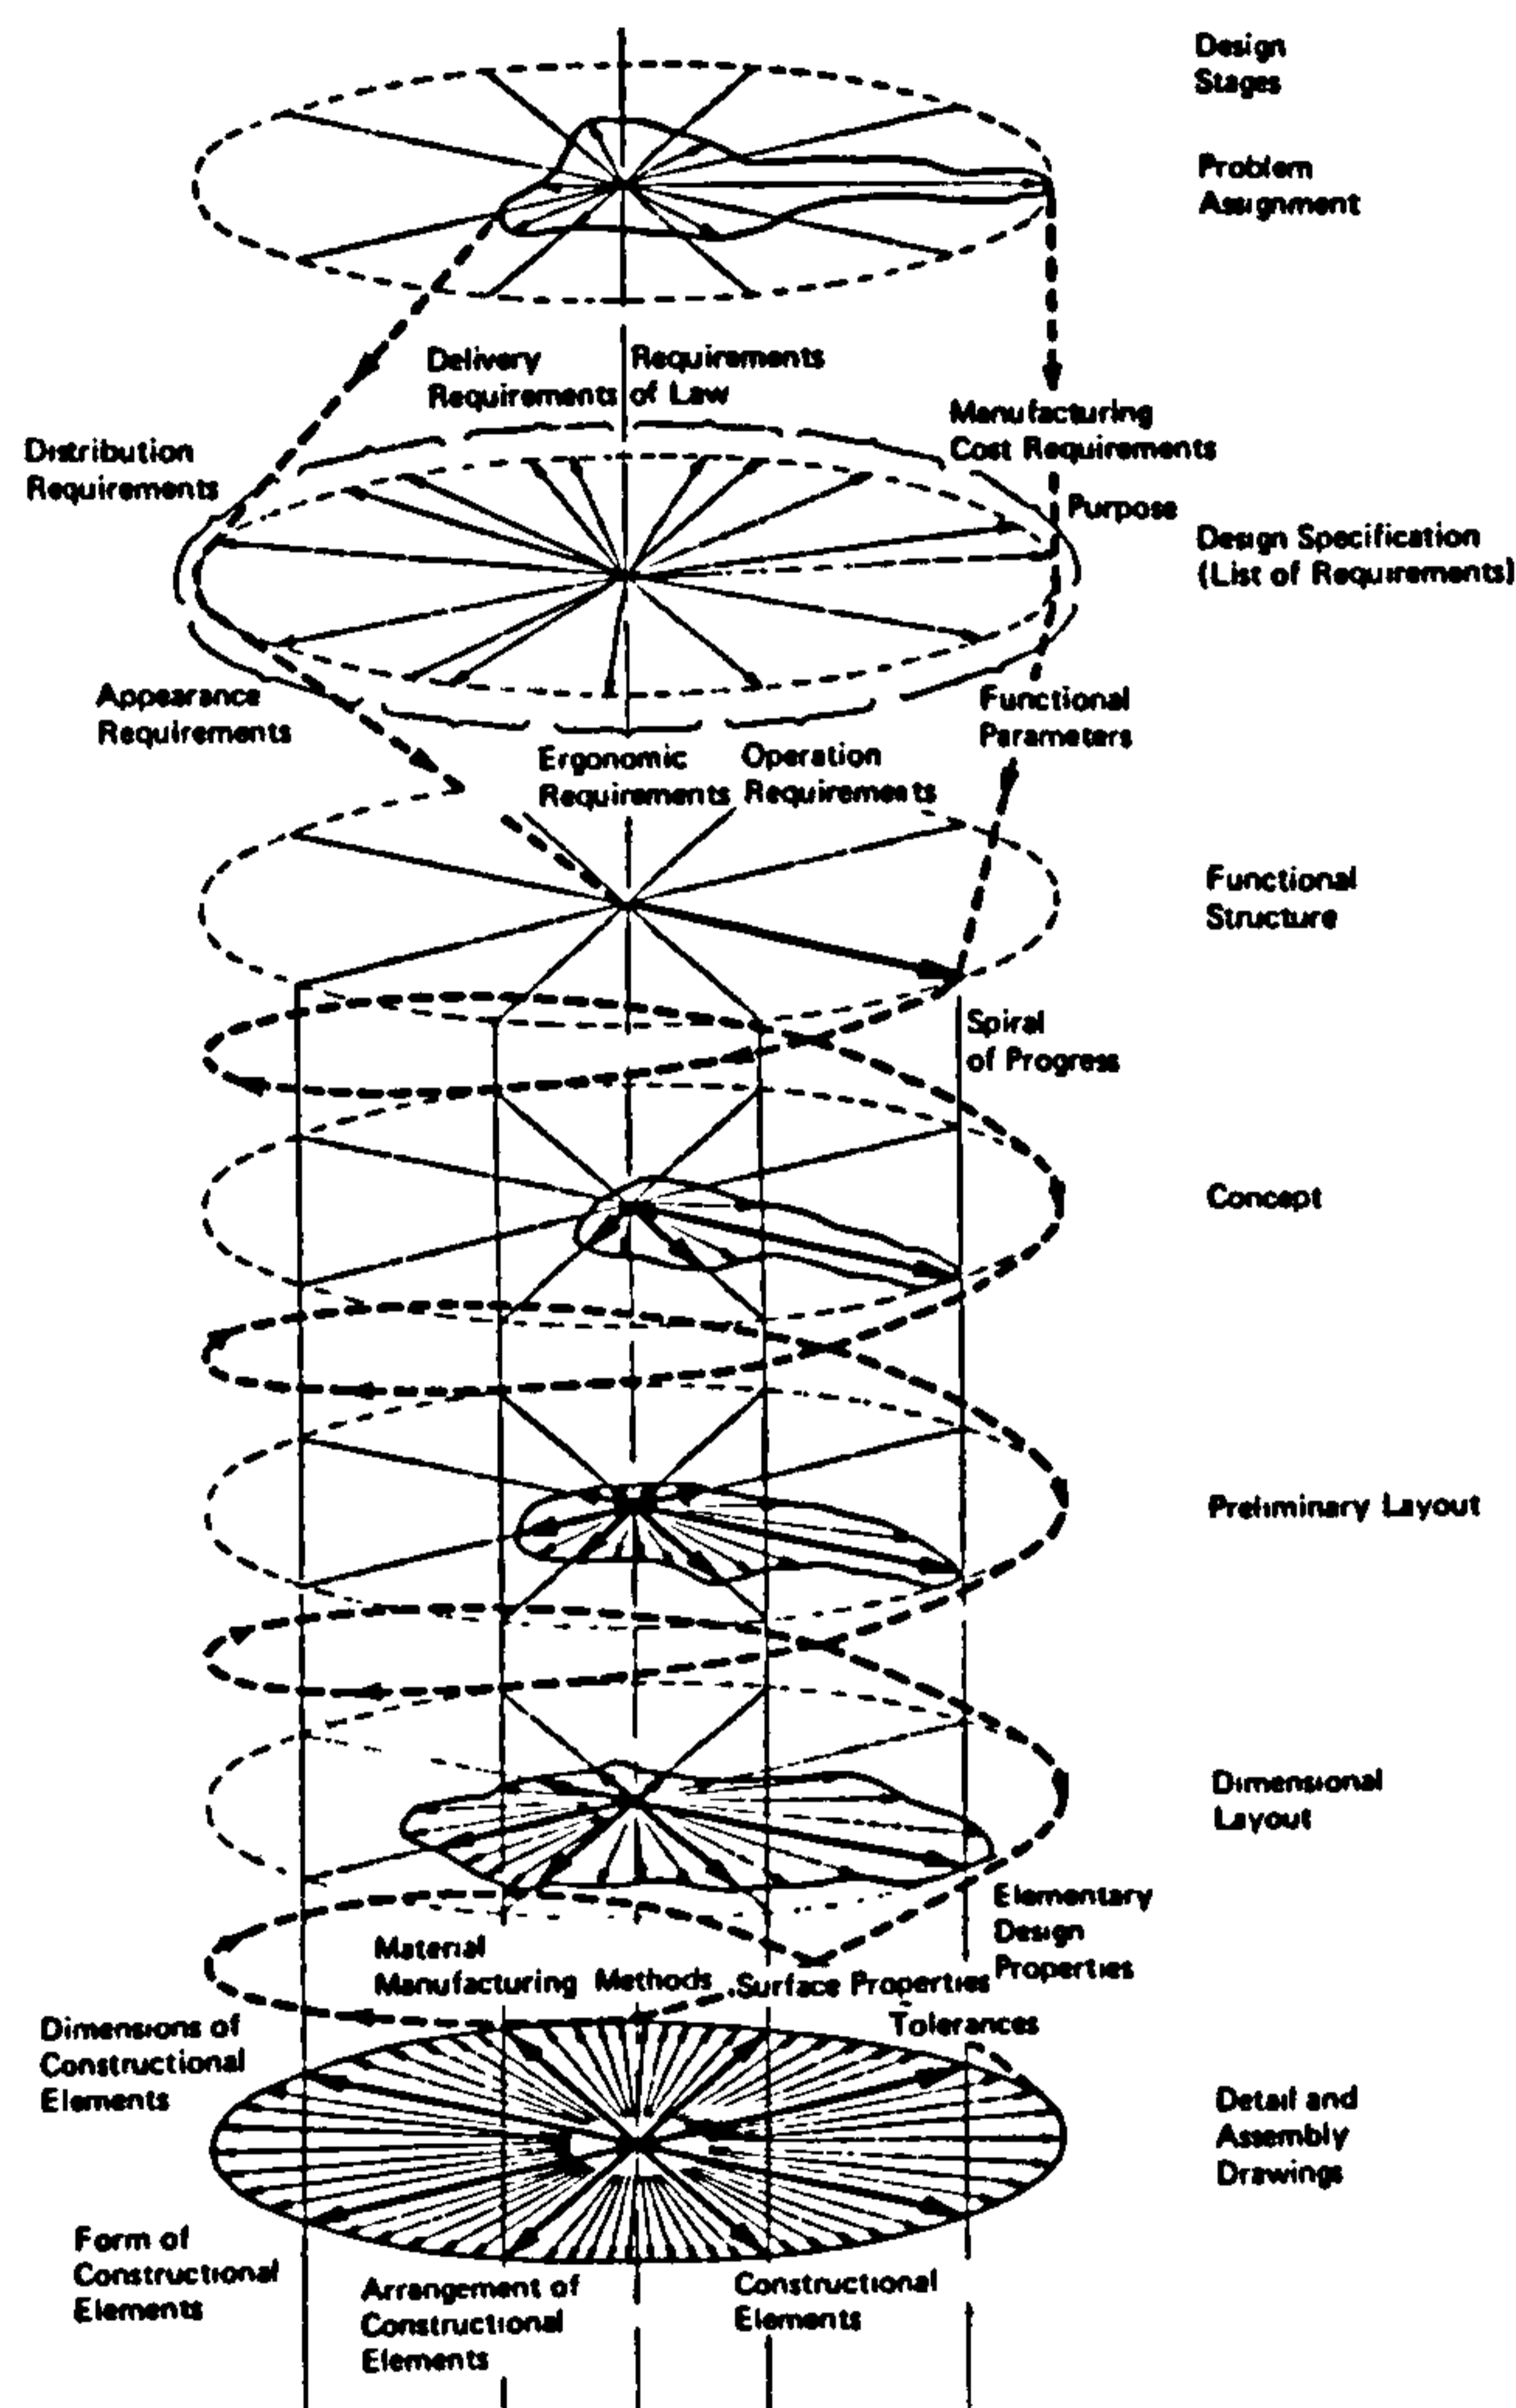 Design
Stages
Problem
Assignment
Delivery
Requirements
Requirements
of Law
Manufacturing
Cost Requirements
Distribution
Requirements
Purpose
Design Specification
(List of Requirements)
Appearance
Requirements
Functional
Parameters
Ergonomic
Requirements
Operation
Requirements
Functional
Structure
Spiral
of Progress
Concept
Preliminary Layout
Dimensional
Layout
Elementary
Design
Properties
Material
Manufacturing Methods
Surface Properties
Tolerances
Dimensions of
Constructional
Elements
Detail and
Assembly
Drawings
Form of
Constructional
Elements
Arrangement of
Constructional
Elements
Constructional
Elements